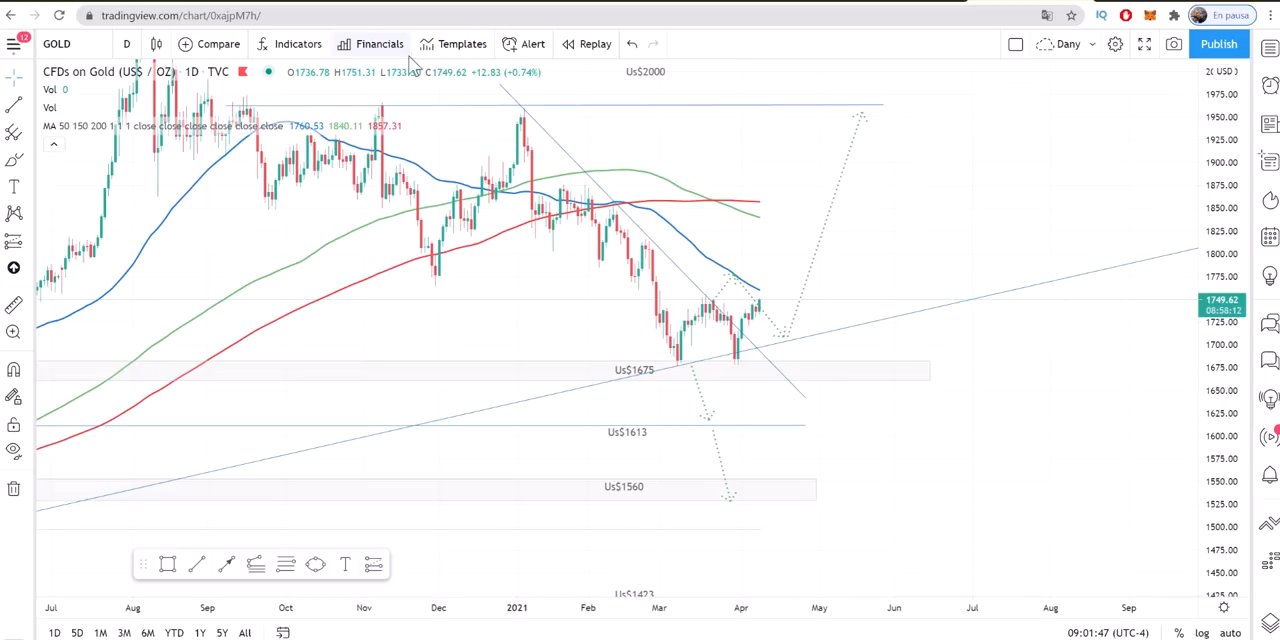 tradingview.com/chart/0xajpM7h/
En pausa
12
GOLD D Compare Indicators Financials Templates Alert Replay Dany Publish
CFDs on Gold (US$ / OZ) 1D TVC O1736.78 H1751.31 C1749.62 +12.83 (+0.74%)
Us$2000
(USD)
Vol 0
Vol
MA 50 150 200 1 1 1 close close close close close close 1760.53 1840.11 1857.31
1975.00
1950.00
1925.00
1900.00
1875.00
1850.00
1825.00
1800.00
1775.00
1749.62
08:58:12
1725.00
1700.00
1675.00
1650.00
1625.00
1600.00
1575.00
1550.00
1525.00
1500.00
1475.00
1450.00
1425.00
Us$1675
Us$1613
Us$1560
Us$1423
Jul Aug Sep Oct Nov Dec 2021 Feb Mar Apr May Jun Jul Aug Sep
1D 5D 1M 3M 6M YTD 1Y 5Y All 09:01:47 (UTC-4) % log auto